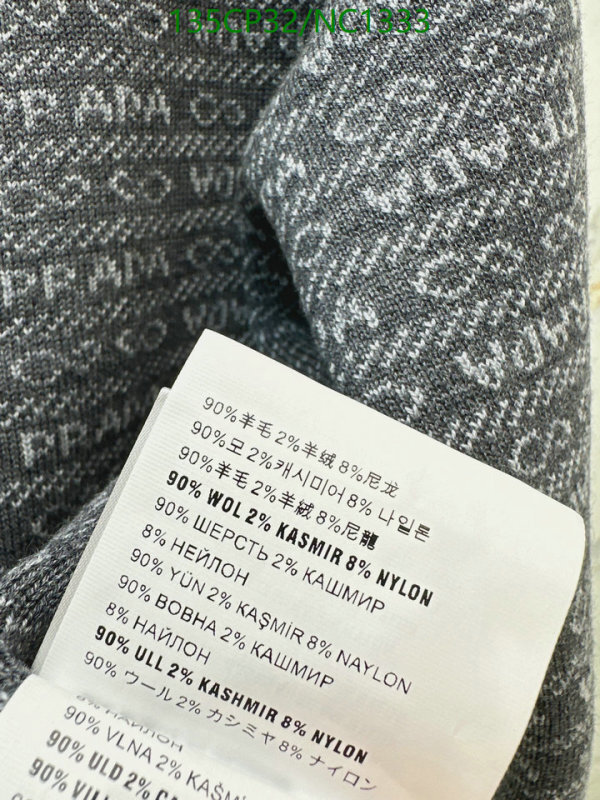 135CP32/NC1333
90%羊毛 2%羊绒 8%尼龙
90%모 2%캐시미어 8% 나일론
90%羊毛 2%羊絨 8%尼龍
90% WOL 2% KASMIR 8% NYLON
90% ШЕРСТЬ 2% КАШМИР
8% НЕЙЛОН
90% YÜN 2% KAŞMİR 8% NAYLON
90% ВОВНА 2% КАШМИР
8% НАЙЛОН
90% ULL 2% KASHMIR 8% NYLON
90% ウール 2% カシミヤ 8% ナイロン
8% НАЙЛОН
90% VLNA 2% KAŠM
90% ULD 2%
90%